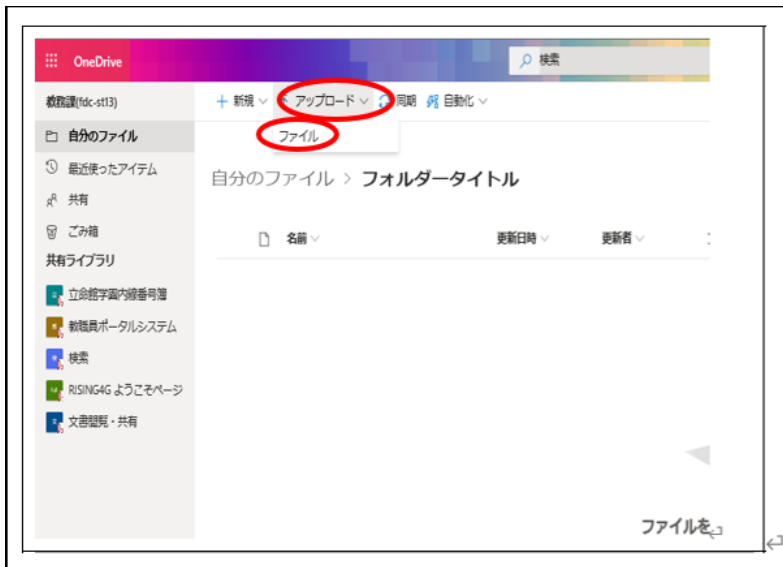 OneDrive
検索
教務課(fdc-st13)
+ 新規 アップロード 同期 自動化
自分のファイル
ファイル
最近使ったアイテム
自分のファイル > フォルダータイトル
共有
ごみ箱
名前 更新日時 更新者
共有ライブラリ
立命館学園内線番号簿
教職員ポータルシステム
検索
RISING4G ようこそページ
文書閲覧・共有
ファイルを